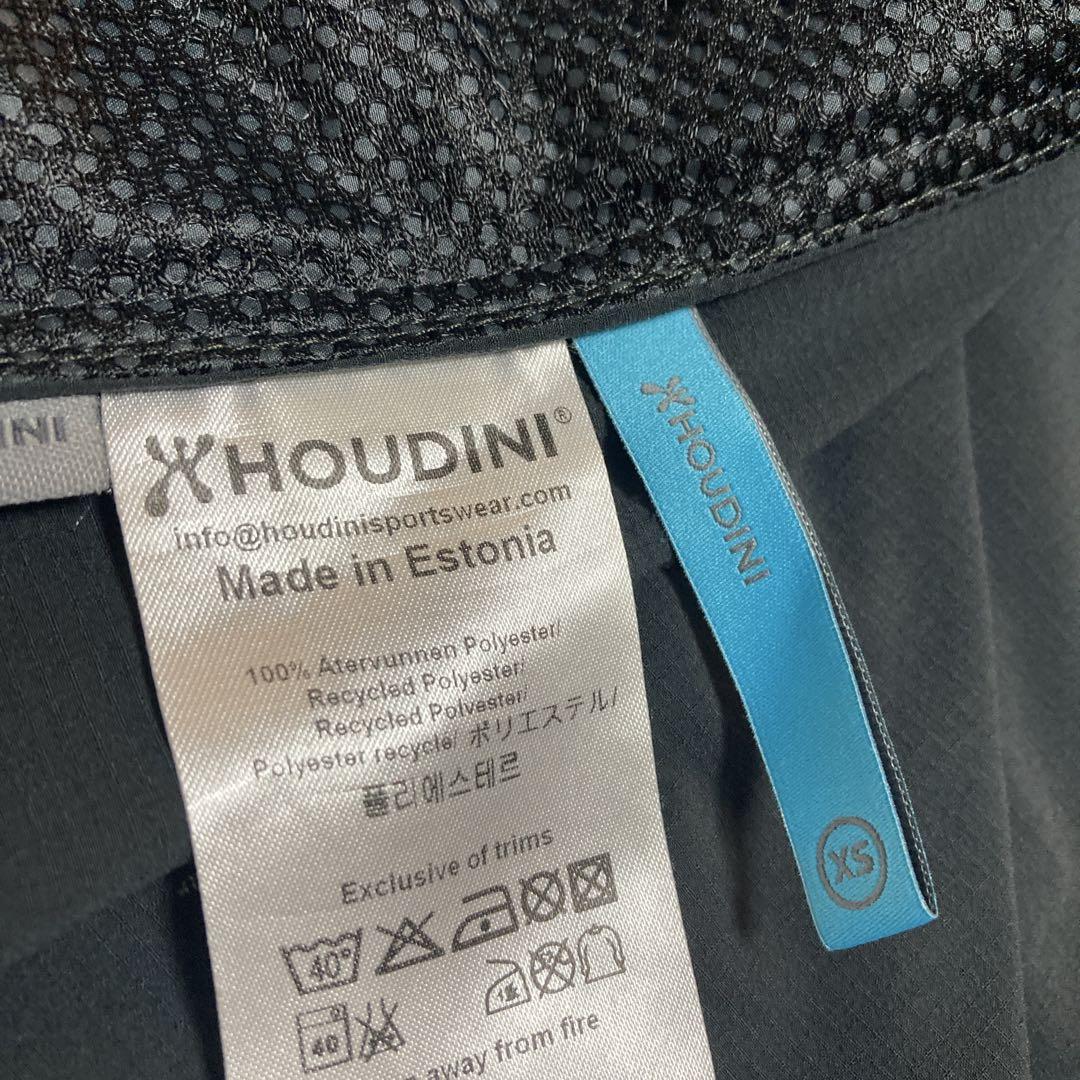 INI
HOUDINI®
info@houdinisportswear.com
Made in Estonia
100% Återvunnen Polyester/
Recycled Polyester/
Recycled Polyester/
Polyester recycle/ ポリエステル/
폴리에스테르
Exclusive of trims
40°
40
away from fire
HOUDINI
XS